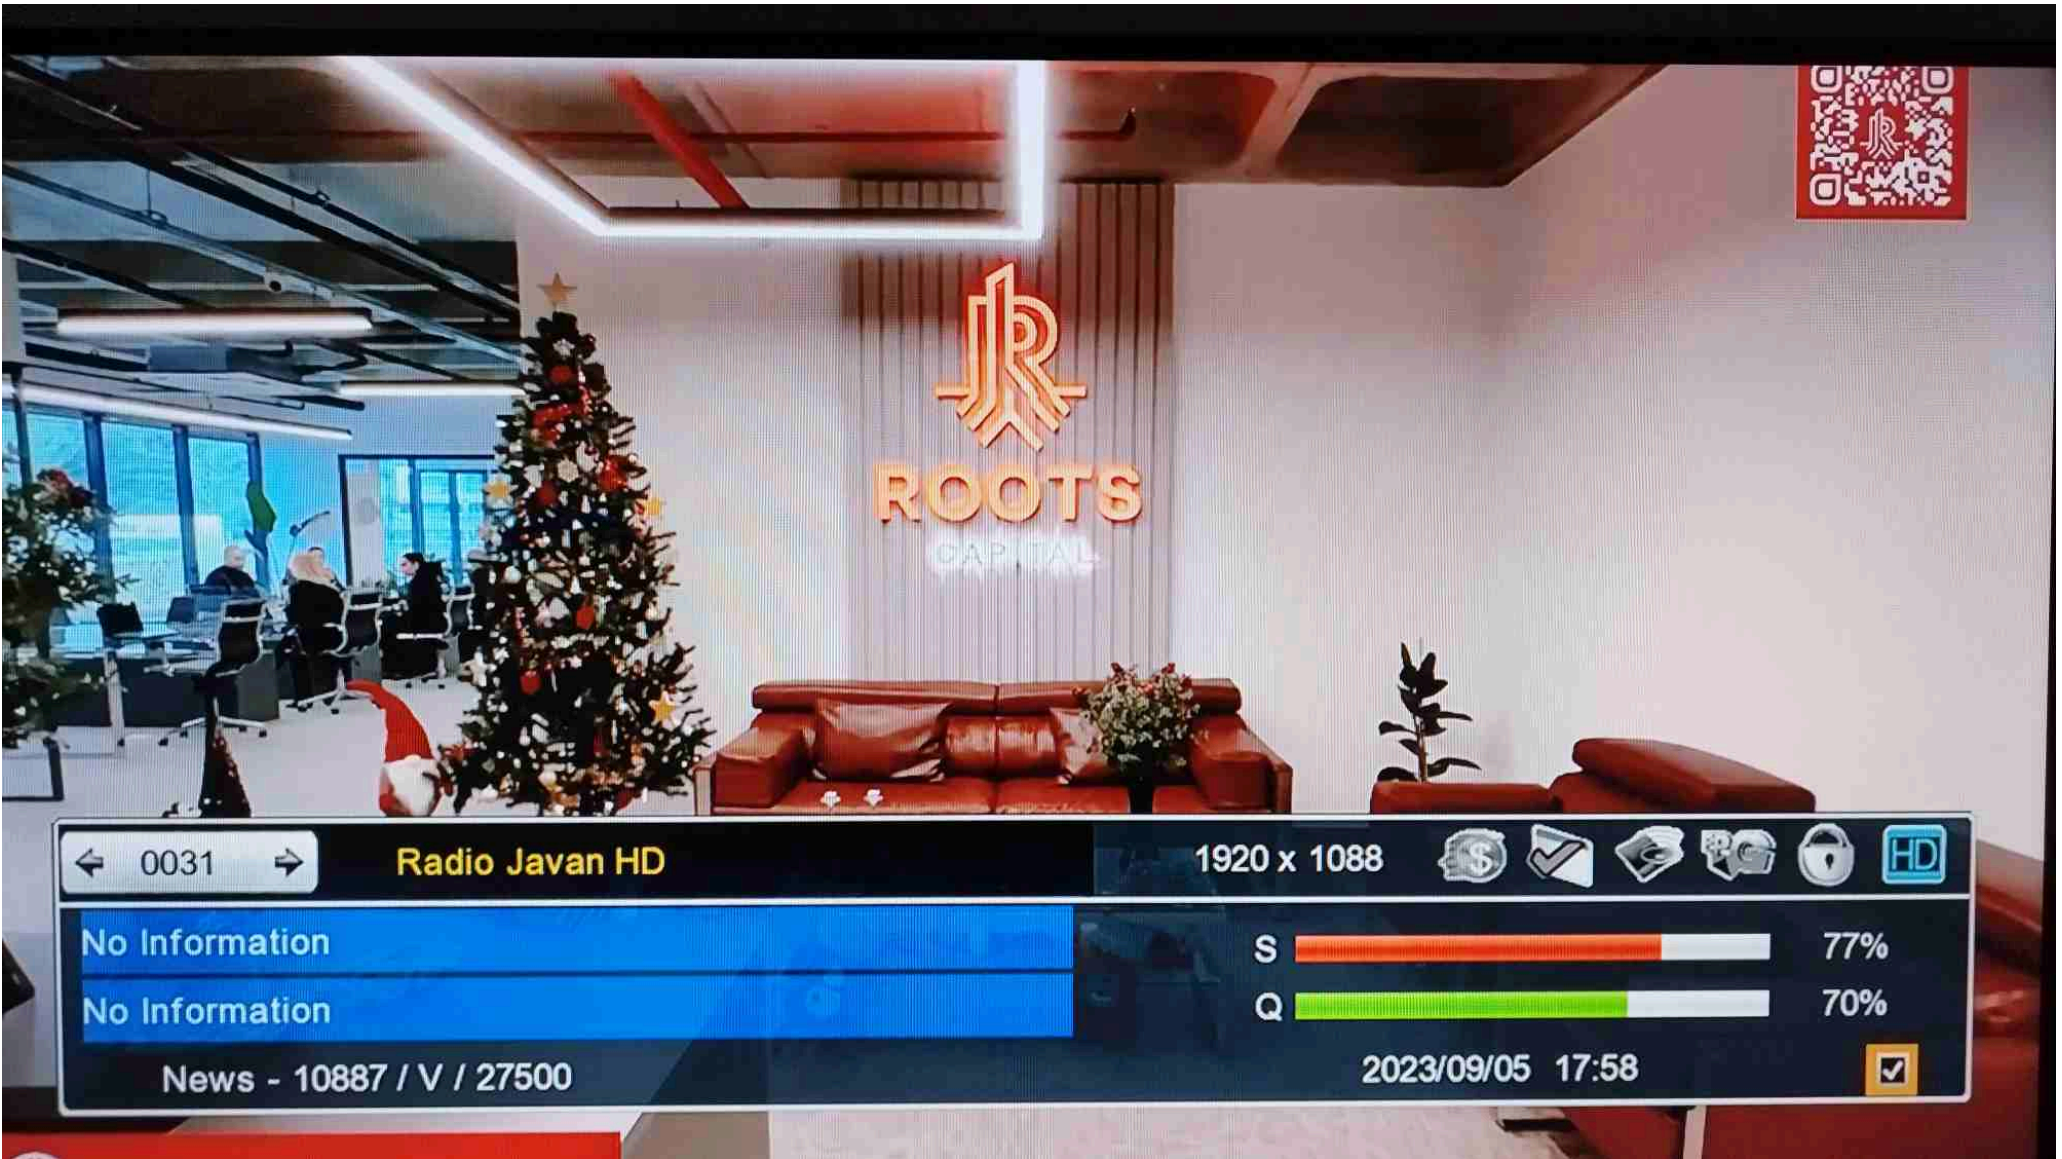 ROOTS
CAPITAL
0031
Radio Javan HD
1920 x 1088
HD
No Information
No Information
S 77%
Q 70%
News - 10887 / V / 27500
2023/09/05 17:58